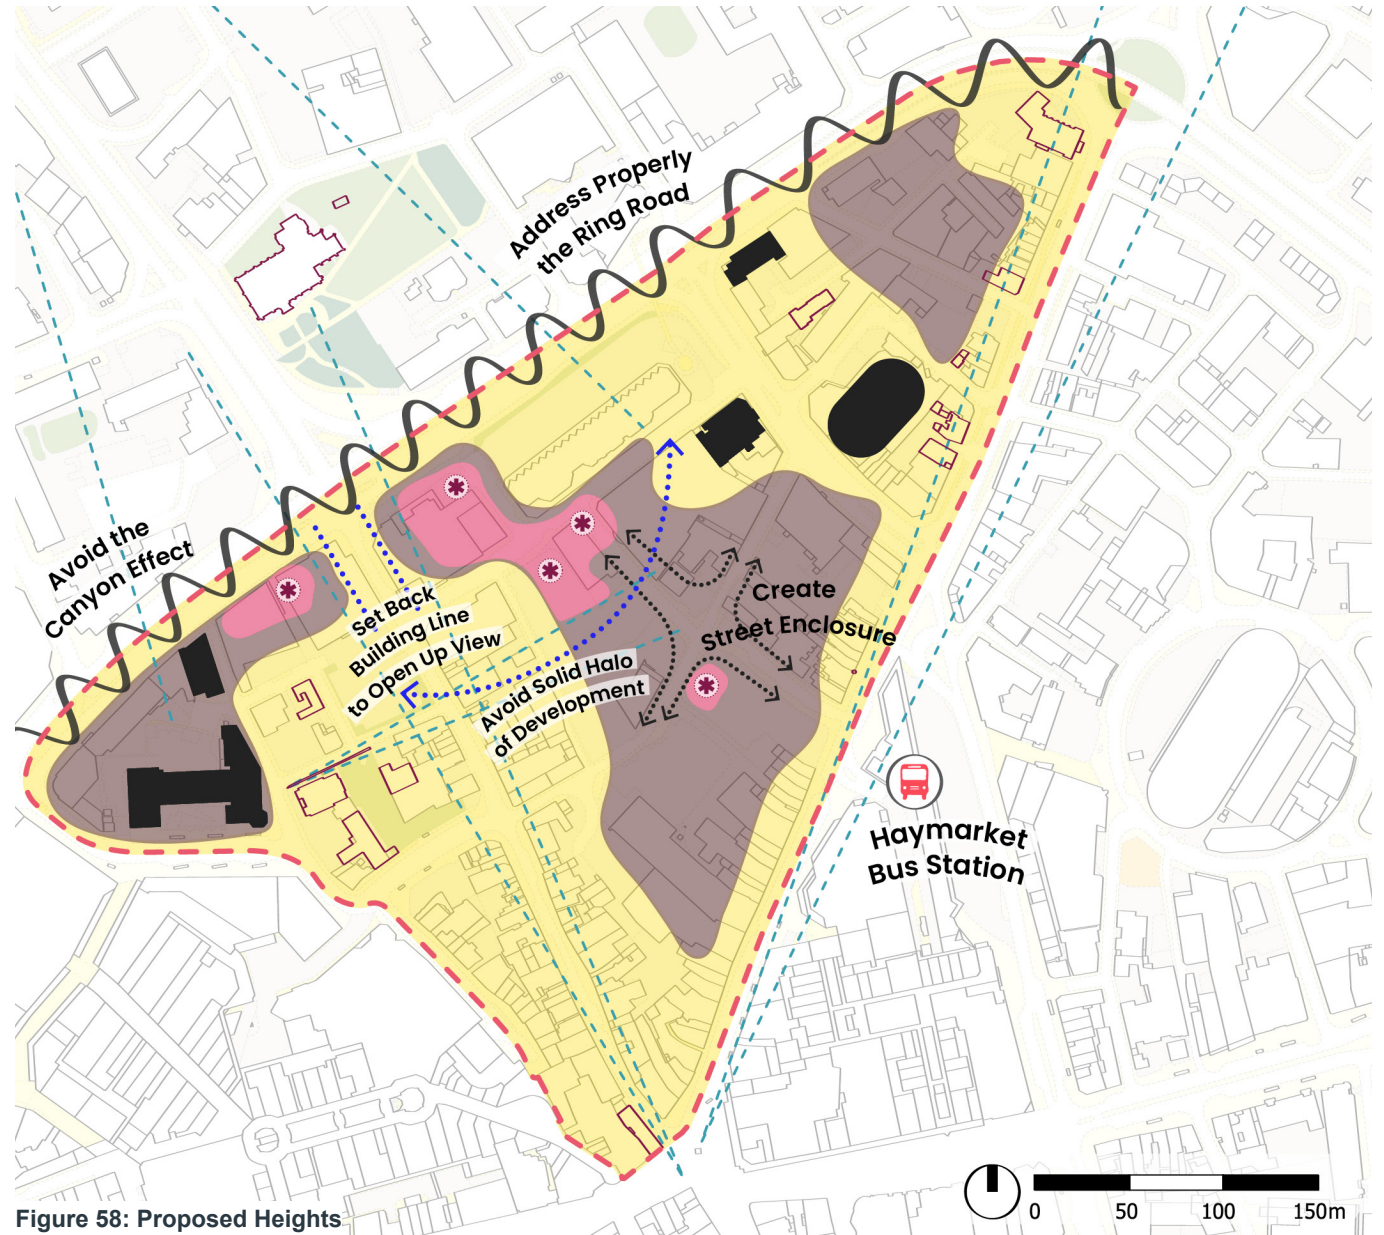 Address Properly
the Ring Road
Avoid the
Canyon Effect
Set Back
Building Line
to Open Up View
Create
Street Enclosure
Avoid Solid Halo
of Development
Haymarket
Bus Station
0 50 100 150m
Figure 58: Proposed Heights